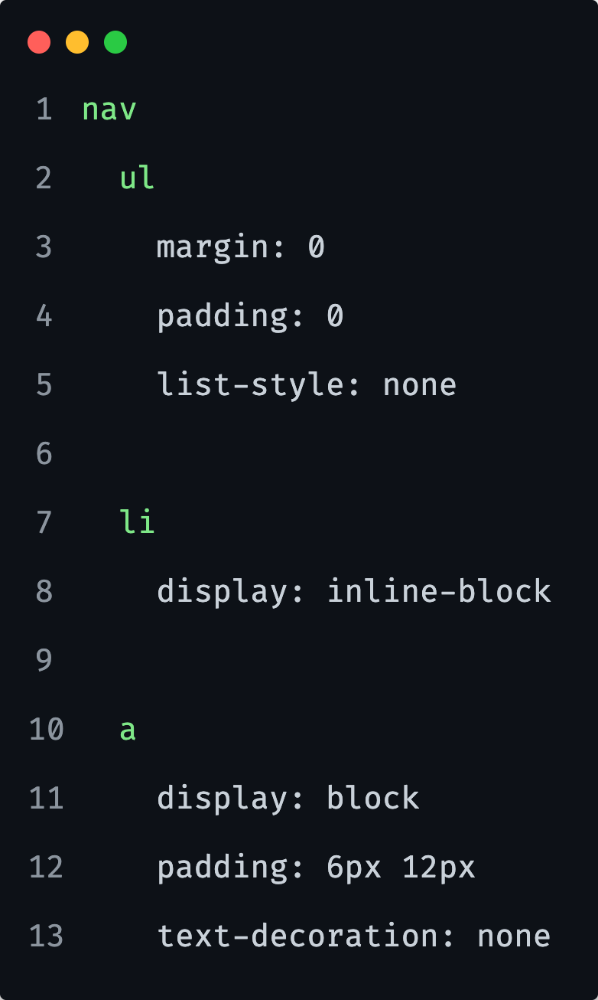 1 nav
2   ul
3     margin: 0
4     padding: 0
5     list-style: none
6
7   li
8     display: inline-block
9
10   a
11     display: block
12     padding: 6px 12px
13     text-decoration: none